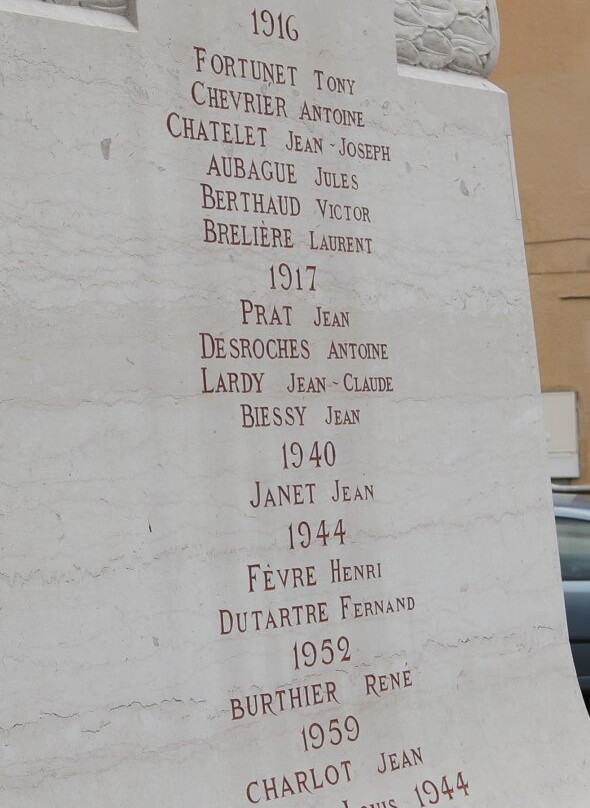 1916
FORTUNET TONY
CHEVRIER ANTOINE
CHATELET JEAN-JOSEPH
AUBAGUE JULES
BERTHAUD VICTOR
BRELIÈRE LAURENT
1917
PRAT JEAN
DESROCHES ANTOINE
LARDY JEAN-CLAUDE
BIESSY JEAN
1940
JANET JEAN
1944
FÈVRE HENRI
DUTARTRE FERNAND
1952
BURTHIER RENÉ
1959
CHARLOT JEAN
LOUIS 1944